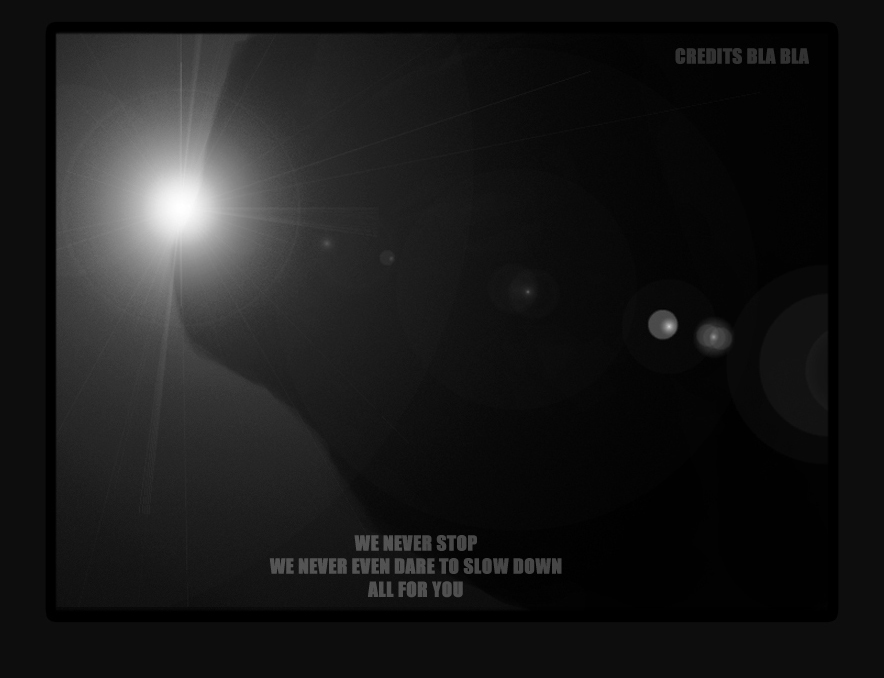 CREDITS BLA BLA
WE NEVER STOP
WE NEVER EVEN DARE TO SLOW DOWN
ALL FOR YOU